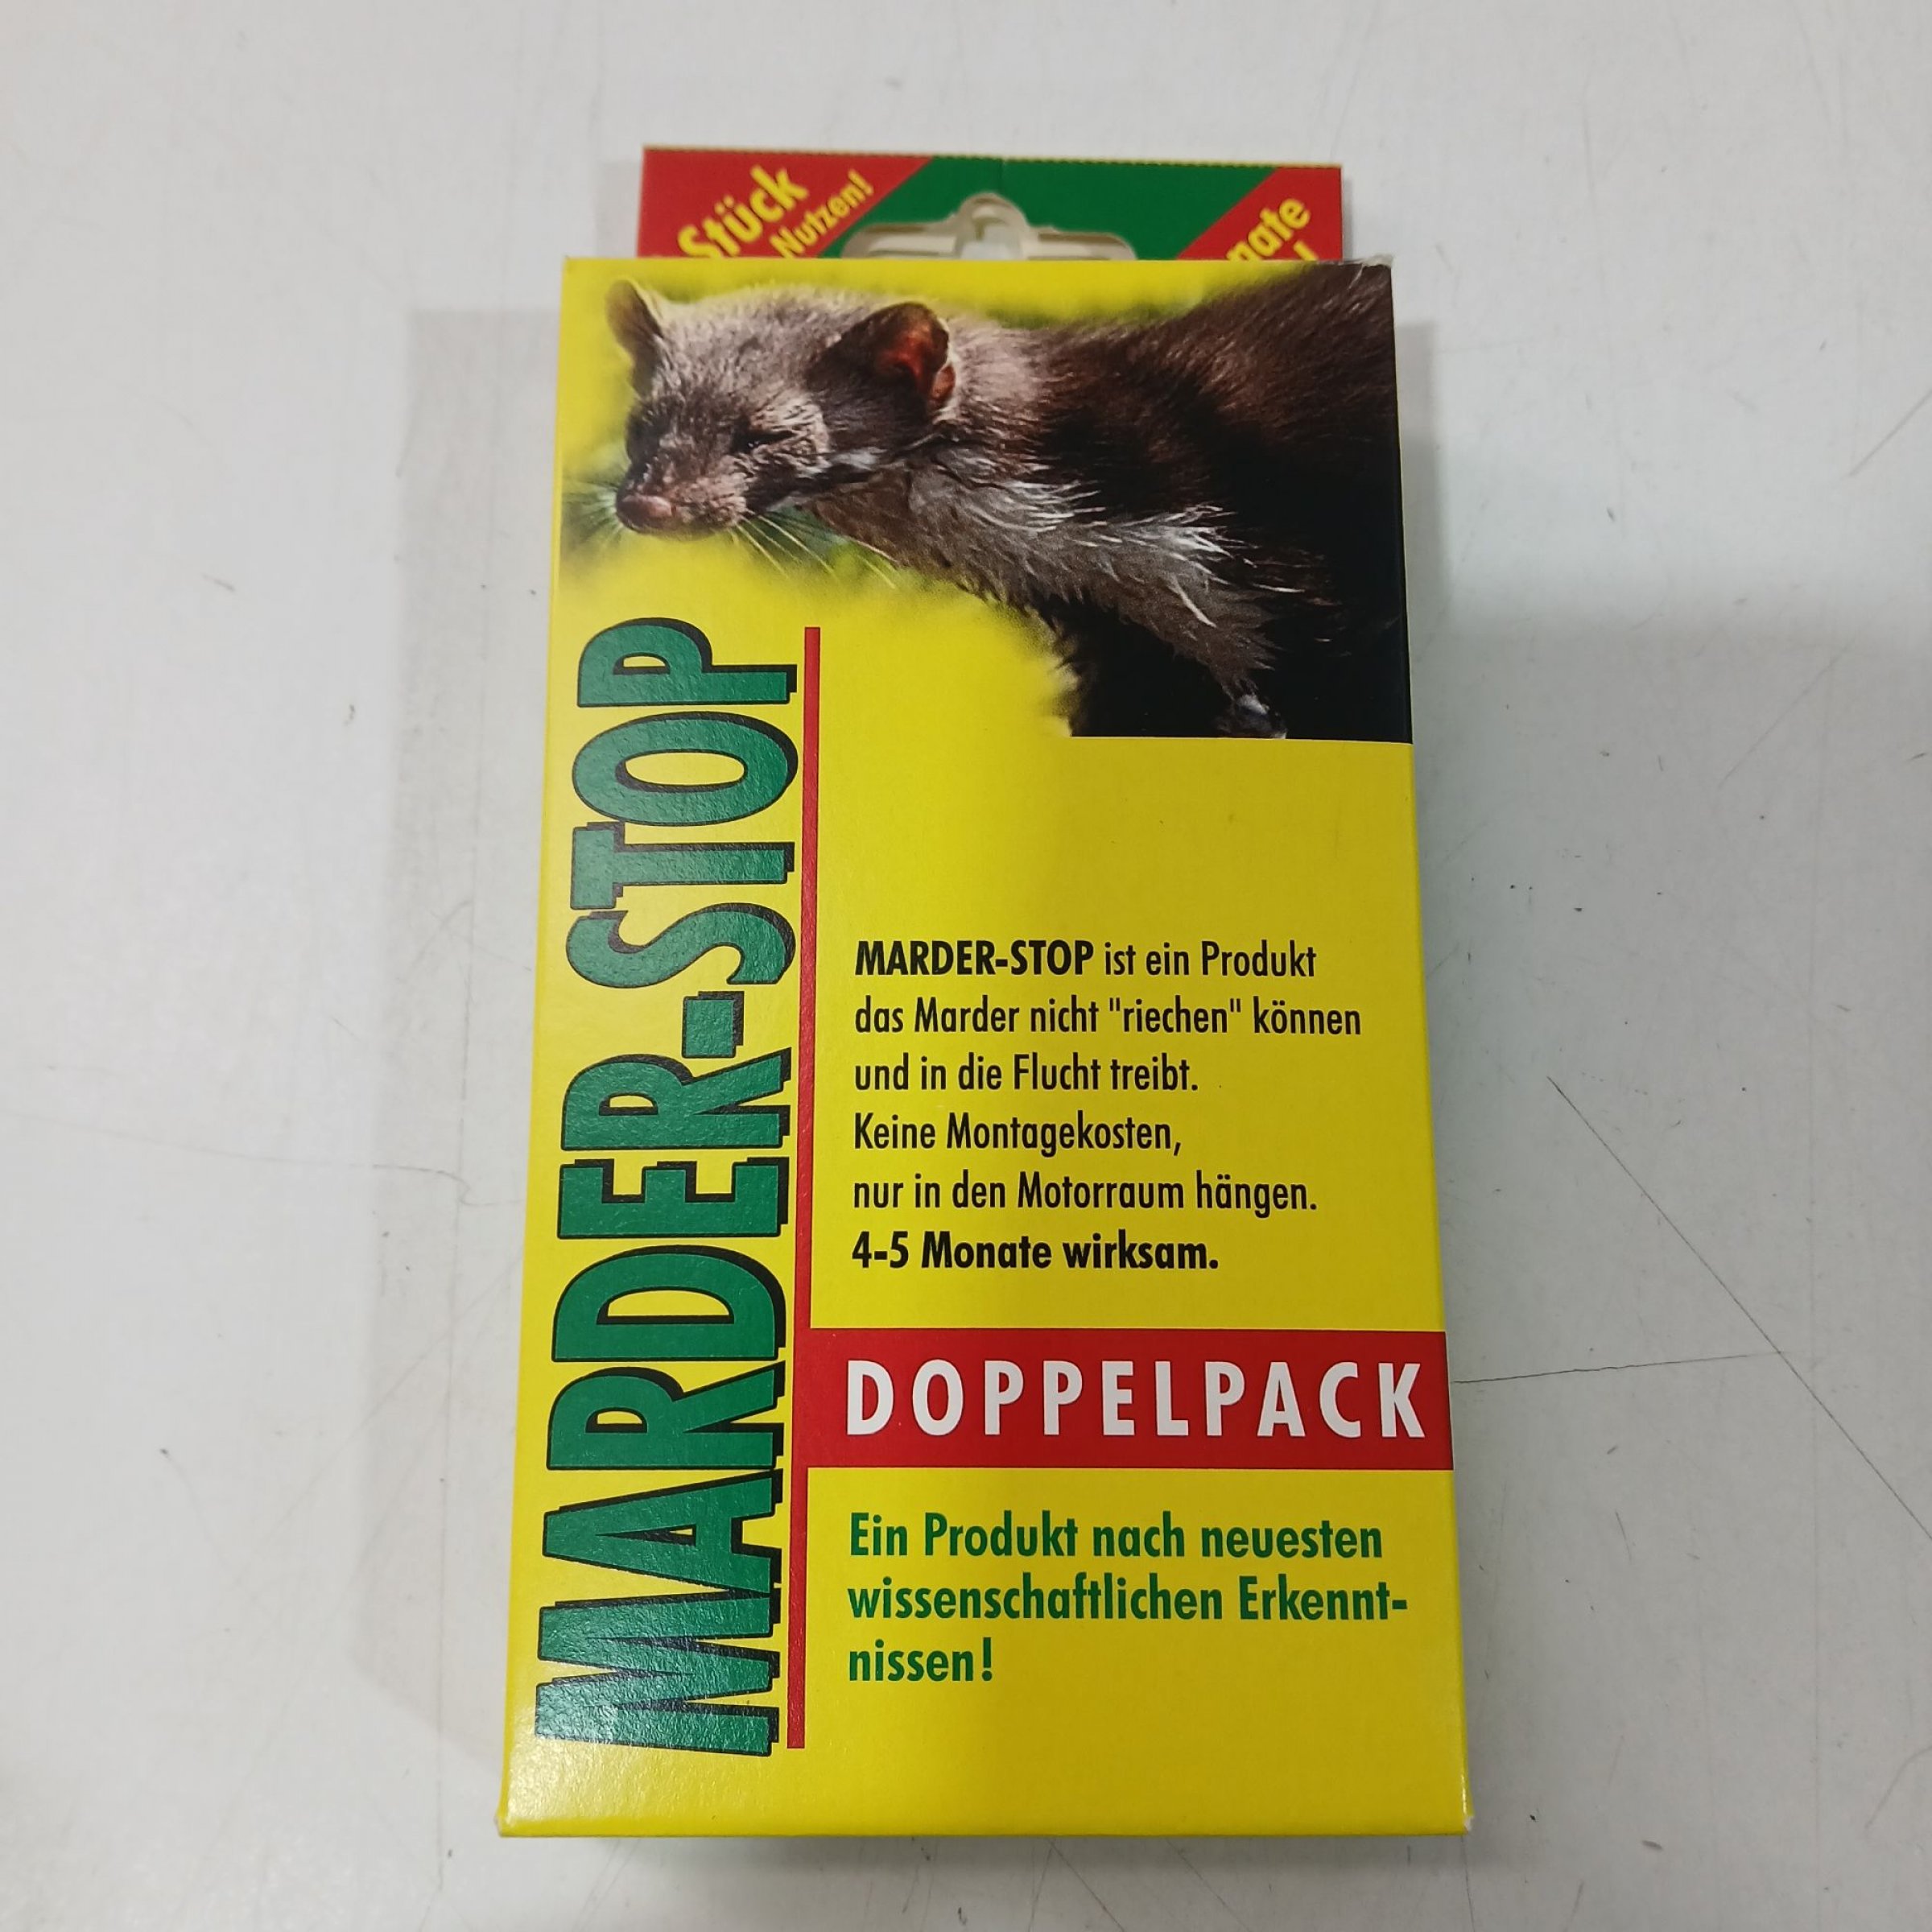 Stück
Nutzen!
MARDER-STOP
MARDER-STOP ist ein Produkt
das Marder nicht "riechen" können
und in die Flucht treibt.
Keine Montagekosten,
nur in den Motorraum hängen.
4-5 Monate wirksam.
DOPPELPACK
Ein Produkt nach neuesten
wissenschaftlichen Erkennt-
nissen!